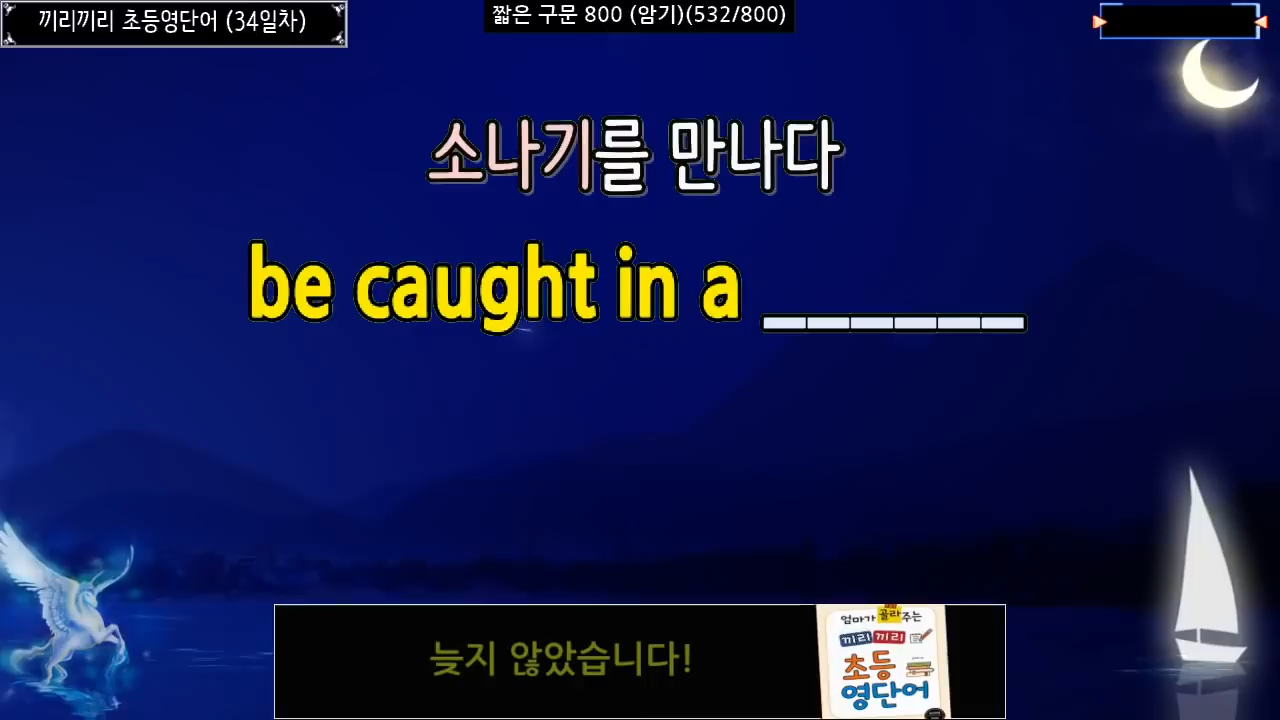 끼리끼리 초등영단어 (34일차)
짧은 구문 800 (암기)(532/800)
소나기를 만나다
be caught in a ______
늦지 않았습니다!
엄마가 골라주는
끼리끼리
초등
영단어